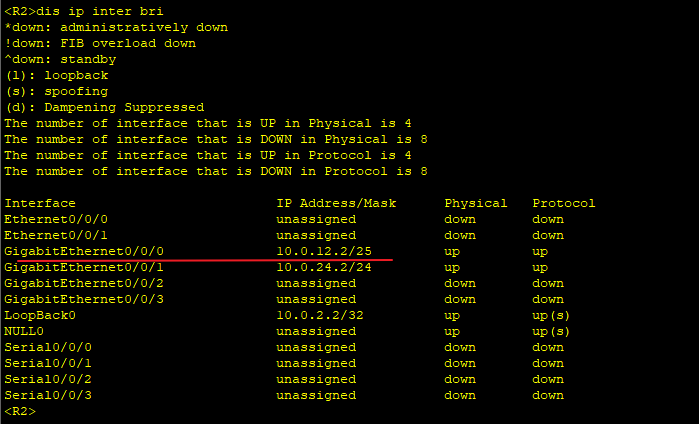 <R2>dis ip inter bri
*down: administratively down
!down: FIB overload down
^down: standby
(l): loopback
(s): spoofing
(d): Dampening Suppressed
The number of interface that is UP in Physical is 4
The number of interface that is DOWN in Physical is 8
The number of interface that is UP in Protocol is 4
The number of interface that is DOWN in Protocol is 8
Interface IP Address/Mask Physical Protocol
Ethernet0/0/0 unassigned down down
Ethernet0/0/1 unassigned down down
GigabitEthernet0/0/0 10.0.12.2/25 up up
GigabitEthernet0/0/1 10.0.24.2/24 up up
GigabitEthernet0/0/2 unassigned down down
GigabitEthernet0/0/3 unassigned down down
LoopBack0 10.0.2.2/32 up up(s)
NULL0 unassigned up up(s)
Serial0/0/0 unassigned down down
Serial0/0/1 unassigned down down
Serial0/0/2 unassigned down down
Serial0/0/3 unassigned down down
<R2>